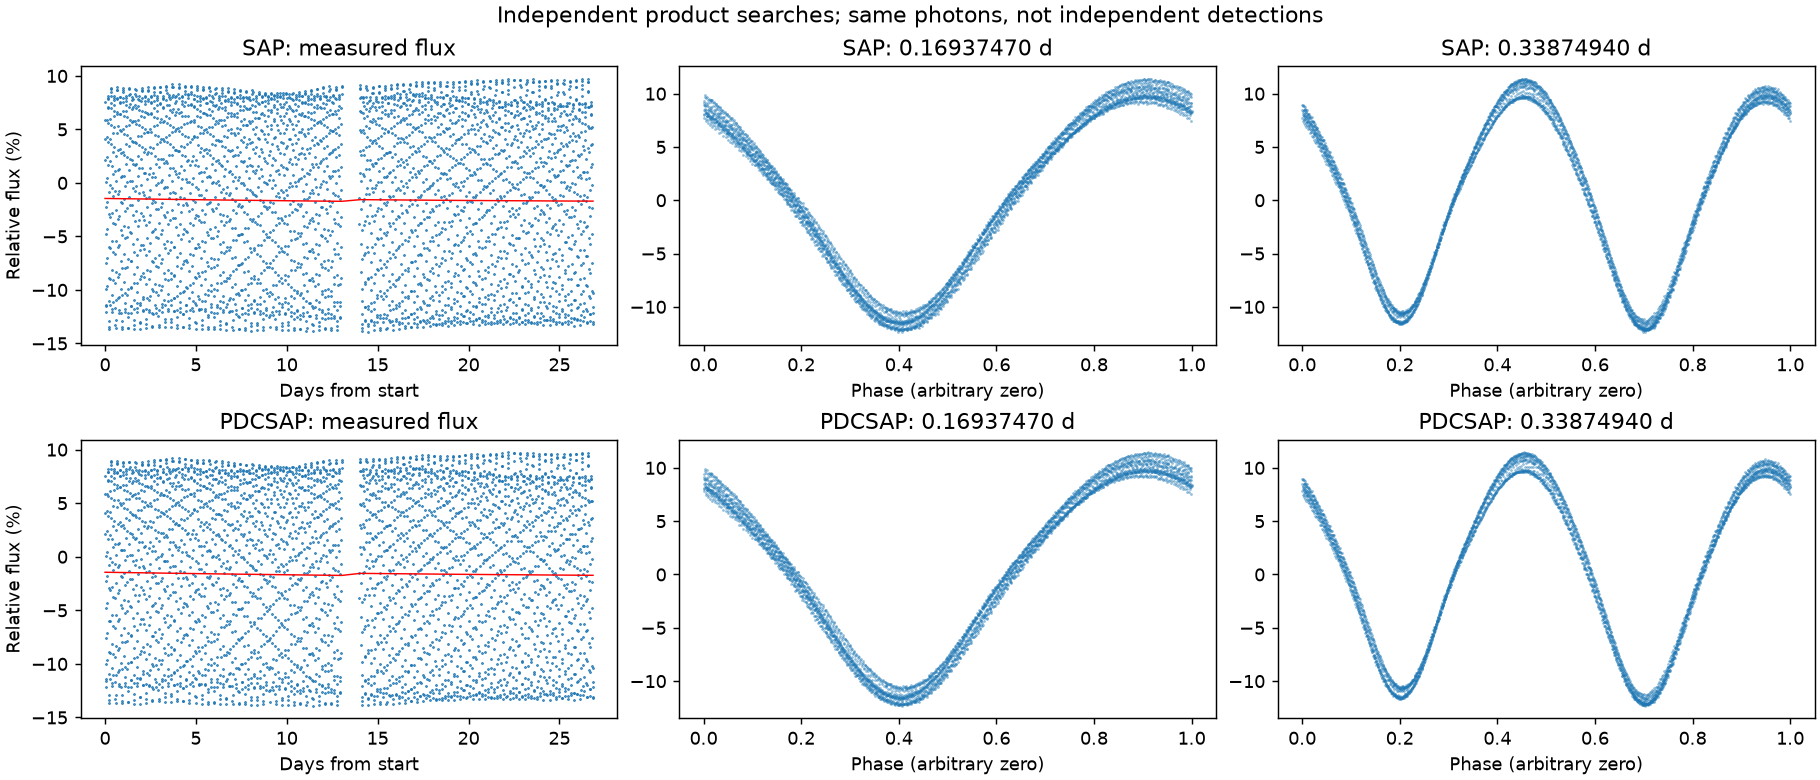 Independent product searches; same photons, not independent detections
SAP: measured flux
SAP: 0.16937470 d
SAP: 0.33874940 d
Relative flux (%)
10
5
0
−5
−10
−15
0 5 10 15 20 25
Days from start
10
5
0
−5
−10
0.0 0.2 0.4 0.6 0.8 1.0
Phase (arbitrary zero)
10
5
0
−5
−10
0.0 0.2 0.4 0.6 0.8 1.0
Phase (arbitrary zero)
PDCSAP: measured flux
PDCSAP: 0.16937470 d
PDCSAP: 0.33874940 d
Relative flux (%)
10
5
0
−5
−10
−15
0 5 10 15 20 25
Days from start
10
5
0
−5
−10
0.0 0.2 0.4 0.6 0.8 1.0
Phase (arbitrary zero)
10
5
0
−5
−10
0.0 0.2 0.4 0.6 0.8 1.0
Phase (arbitrary zero)